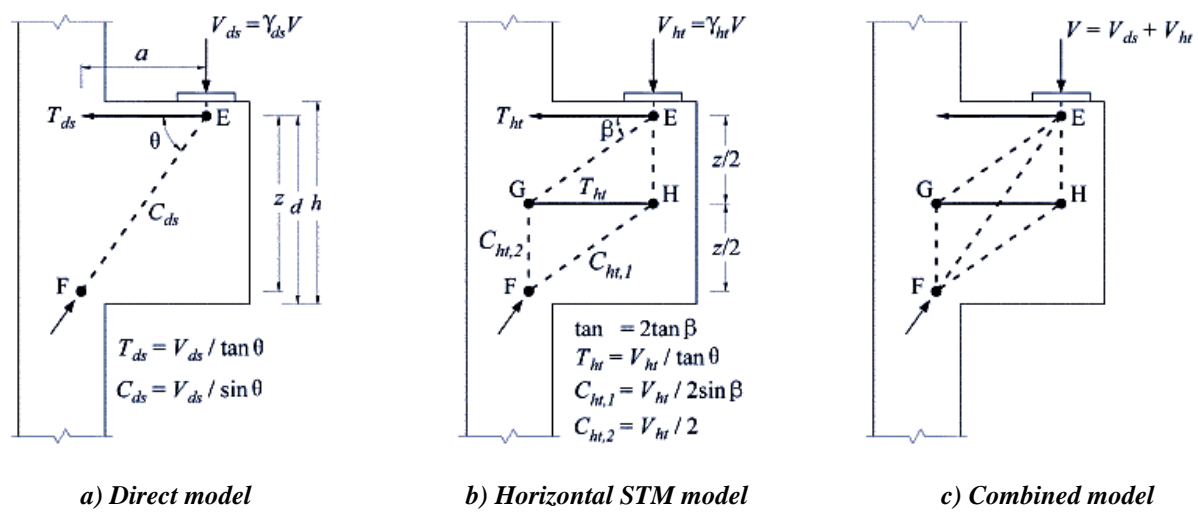 V_ds = γ_ds V
a
T_ds
E
θ
C_ds
z
d
h
F
T_ds = V_ds / tan θ
C_ds = V_ds / sin θ
a) Direct model
V_ht = γ_ht V
T_ht
β
E
z/2
G
T_ht
H
C_ht,2
C_ht,1
z/2
F
tan = 2tan β
T_ht = V_ht / tan θ
C_ht,1 = V_ht / 2sin β
C_ht,2 = V_ht / 2
b) Horizontal STM model
V = V_ds + V_ht
E
G
H
F
c) Combined model